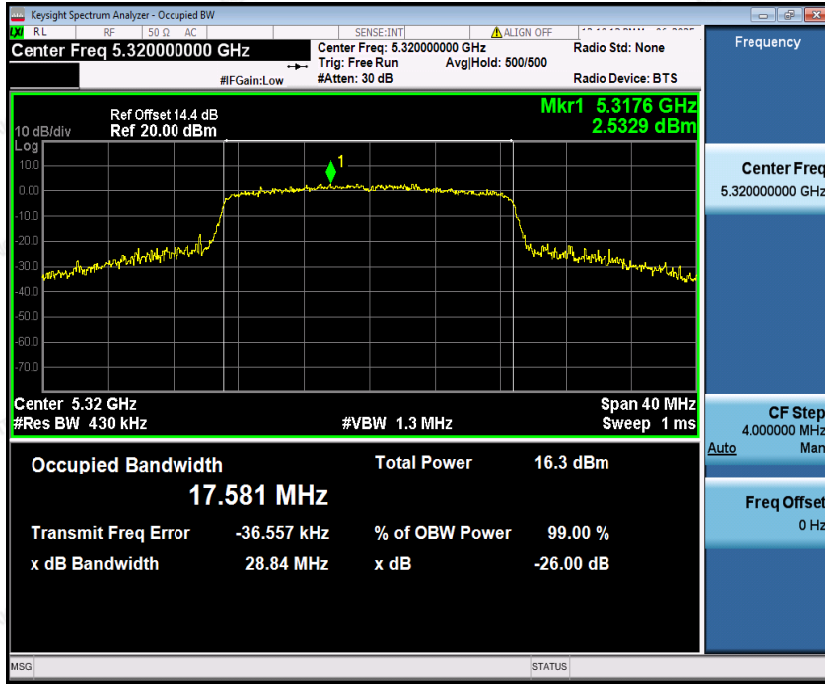 Keysight Spectrum Analyzer - Occupied BW
LXI RL RF 50 Ω AC SENSE:INT ALIGN OFF
Center Freq 5.320000000 GHz
Center Freq: 5.320000000 GHz
Radio Std: None
Trig: Free Run Avg|Hold: 500/500
#IFGain:Low #Atten: 30 dB
Radio Device: BTS
Mkr1 5.3176 GHz
2.5329 dBm
Ref Offset 14.4 dB
10 dB/div Ref 20.00 dBm
Log
10.0
0.00
-10.0
-20.0
-30.0
-40.0
-50.0
-60.0
-70.0
1
Center 5.32 GHz Span 40 MHz
#Res BW 430 kHz #VBW 1.3 MHz Sweep 1 ms
Occupied Bandwidth Total Power 16.3 dBm
17.581 MHz
Transmit Freq Error -36.557 kHz % of OBW Power 99.00 %
x dB Bandwidth 28.84 MHz x dB -26.00 dB
MSG STATUS
Frequency
Center Freq
5.320000000 GHz
CF Step
4.000000 MHz
Auto Man
Freq Offset
0 Hz